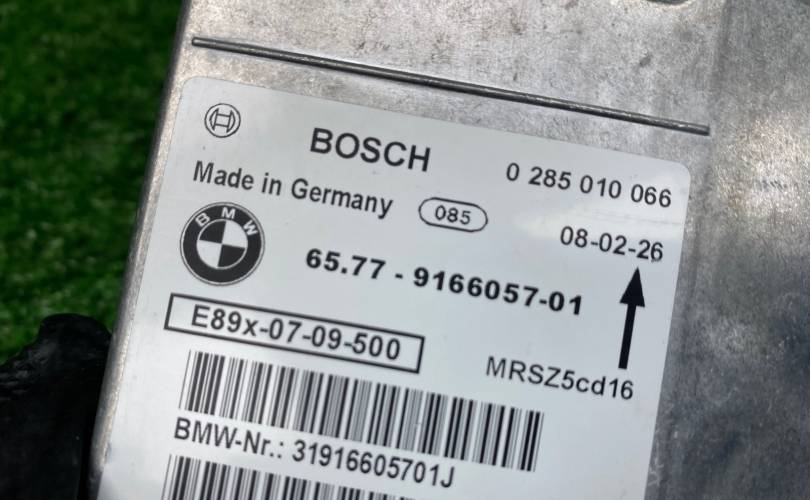 BOSCH 0 285 010 066
Made in Germany 085 08-02-26
BMW 65.77 - 9166057-01
E89x-07-09-500 MRSZ5cd16
BMW-Nr.: 31916605701J